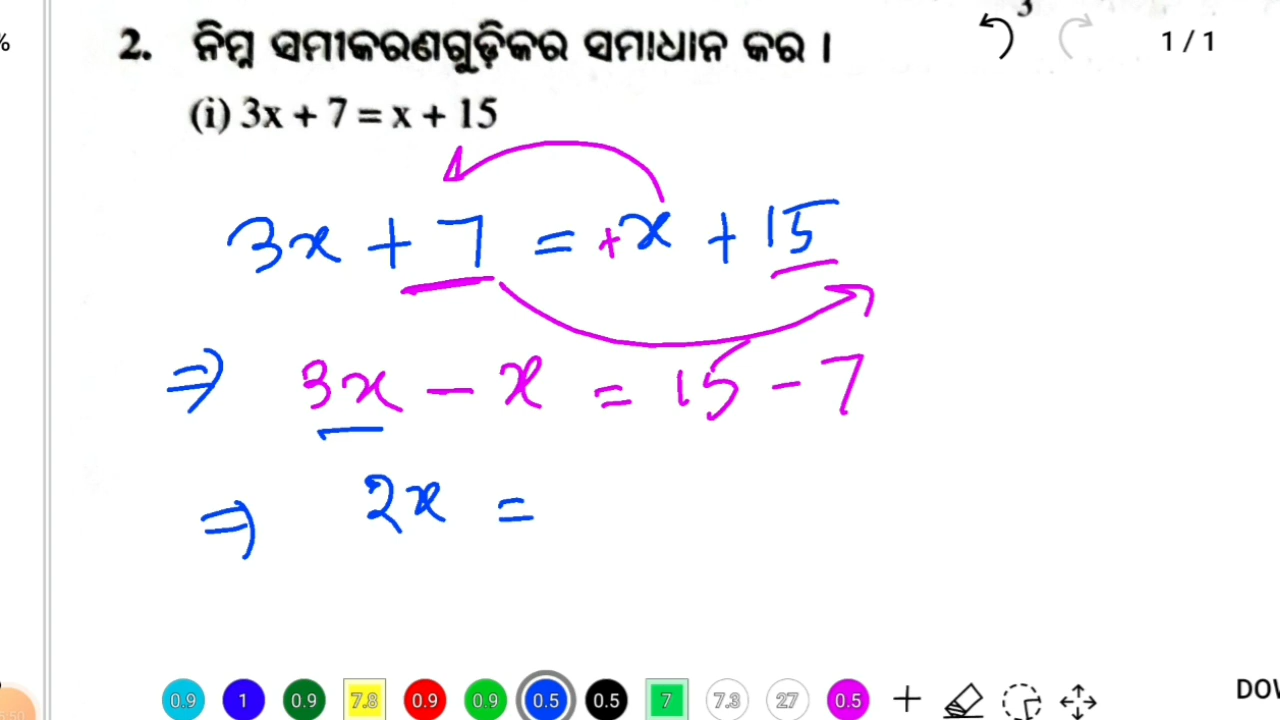 %
2. ନିମ୍ନ ସମୀକରଣଗୁଡ଼ିକର ସମାଧାନ କର ।
3
1 / 1
(i) 3x + 7 = x + 15
3x + 7 = +x + 15
⇒ 3x - x = 15 - 7
⇒ 2x =
0.9 1 0.9 7.8 0.9 0.9 0.5 0.5 7 7.3 27 0.5